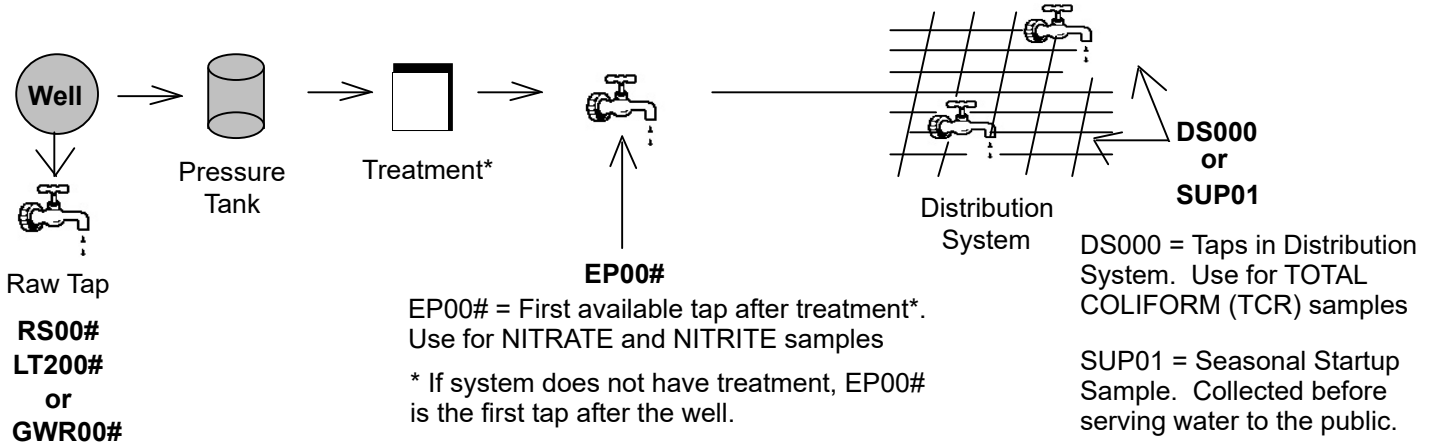 Well
Pressure
Tank
Treatment*
Raw Tap
RS00#
LT200#
or
GWR00#
EP00#
EP00# = First available tap after treatment*.
Use for NITRATE and NITRITE samples
* If system does not have treatment, EP00#
is the first tap after the well.
Distribution
System
DS000
or
SUP01
DS000 = Taps in Distribution
System. Use for TOTAL
COLIFORM (TCR) samples
SUP01 = Seasonal Startup
Sample. Collected before
serving water to the public.